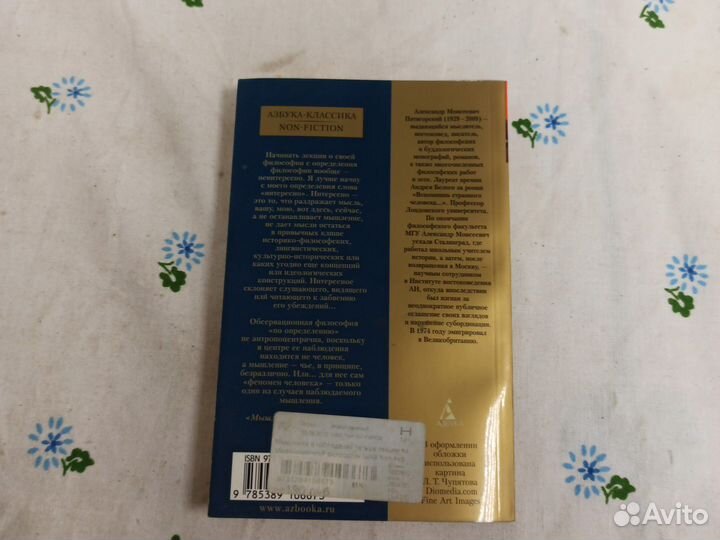 АЗБУКА-КЛАССИКА
NON-FICTION
Начинать лекции о своей
философии с определения
философии вообще —
неинтересно. Я лучше начну
с моего определения слова
«интересно». Интересно —
это то, что раздражает мысль,
вашу, мою, вот здесь, сейчас,
а не останавливает мышление,
не дает мысли остаться
в привычных клише
историко-философских,
лингвистических,
культурно-исторических или
каких угодно еще концепций
или идеологических
конструкций. Интересное
склоняет слушающего, видящего
или читающего к забвению
его убеждений...
Обсервационная философия
«по определению»
не антропоцентрична, поскольку
в центре ее наблюдения
находится не человек,
а мышление — чье, в принципе,
безразлично. Или... для нее сам
«феномен человека» — только
один из случаев наблюдаемого
мышления.
ISBN 97
9 785389
www.azbooka.ru
Александр Моисеевич
Пятигорский (1929–2009) —
выдающийся мыслитель,
востоковед, писатель,
автор философских
и буддологических
монографий, романов,
а также многочисленных
философских работ
и эссе. Лауреат премии
Андрея Белого за роман
«Вспомнишь странного
человека...». Профессор
Лондонского университета.
По окончании
философского факультета
МГУ Александр Моисеевич
уехал в Сталинград, где
работал школьным учителем
истории, а затем, после
возвращения в Москву, —
научным сотрудником
в Институте востоковедения
АН, откуда впоследствии
был изгнан за
неоднократное публичное
оглашение своих взглядов
и нарушение субординации.
В 1974 году эмигрировал
в Великобританию.
АЗБУКА
В оформлении
обложки
использована
картина
Л. Т. Чупятова
Diomedia.com
Fine Art Images
Avito